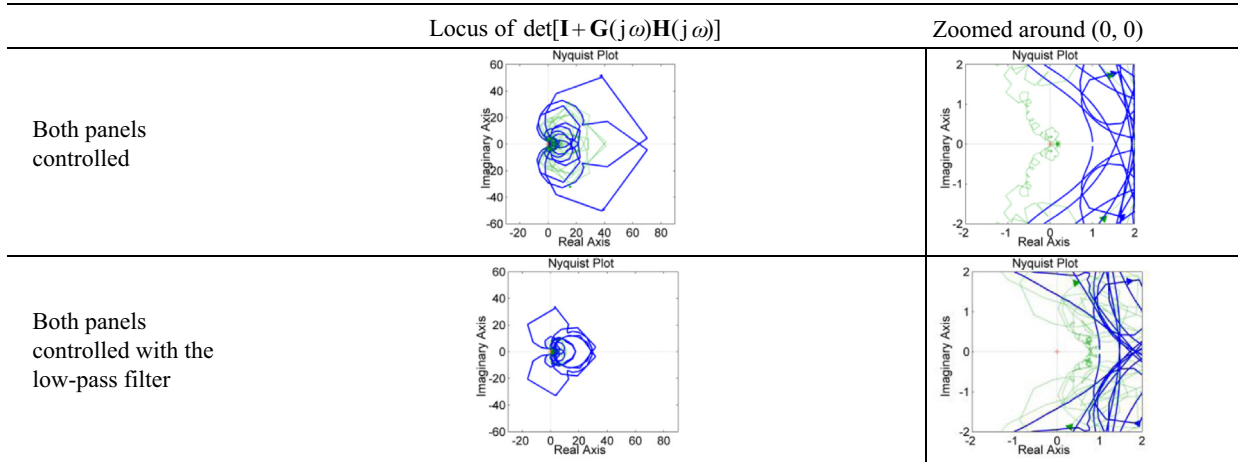 Locus of det[I + G(jω)H(jω)]
Zoomed around (0, 0)
Both panels
controlled
Nyquist Plot
Imaginary Axis
60
40
20
0
-20
-40
-60
-20 0 20 40 60 80
Real Axis
Nyquist Plot
Imaginary Axis
2
1
0
-1
-2
-2 -1 0 1 2
Real Axis
Both panels
controlled with the
low-pass filter
Nyquist Plot
Imaginary Axis
60
40
20
0
-20
-40
-60
-20 0 20 40 60 80
Real Axis
Nyquist Plot
Imaginary Axis
2
1
0
-1
-2
-2 -1 0 1 2
Real Axis